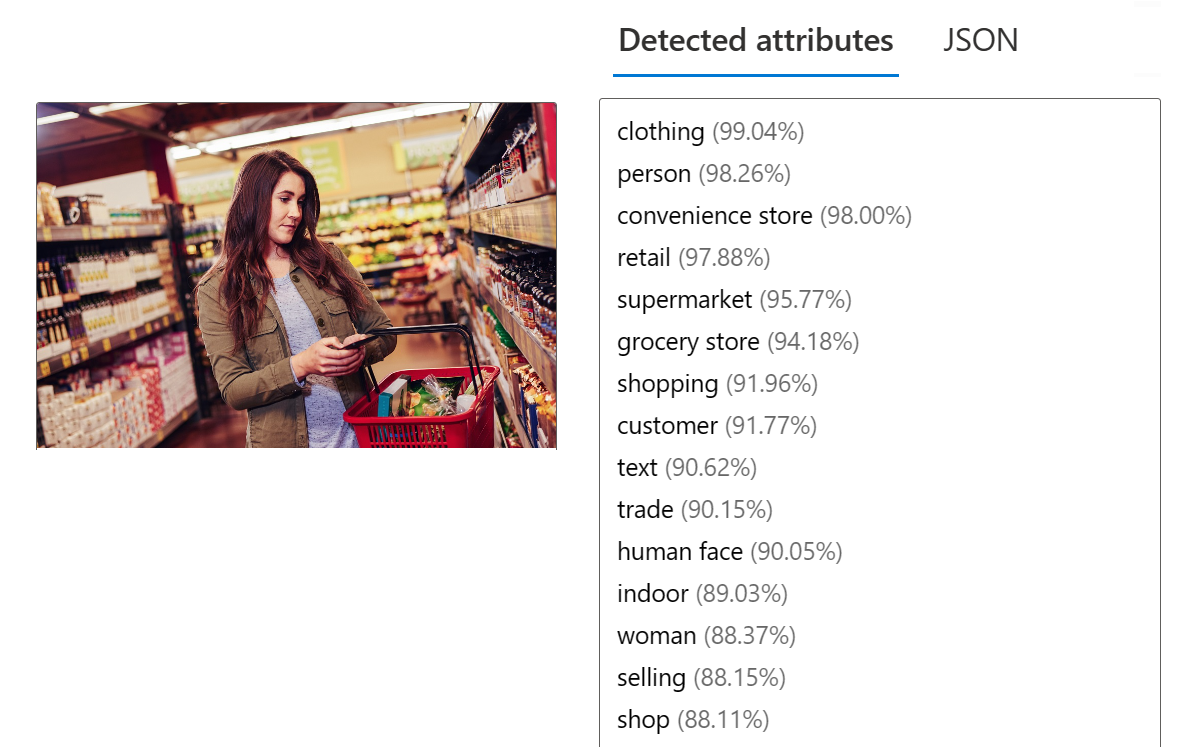 Detected attributes
JSON
clothing (99.04%)
person (98.26%)
convenience store (98.00%)
retail (97.88%)
supermarket (95.77%)
grocery store (94.18%)
shopping (91.96%)
customer (91.77%)
text (90.62%)
trade (90.15%)
human face (90.05%)
indoor (89.03%)
woman (88.37%)
selling (88.15%)
shop (88.11%)